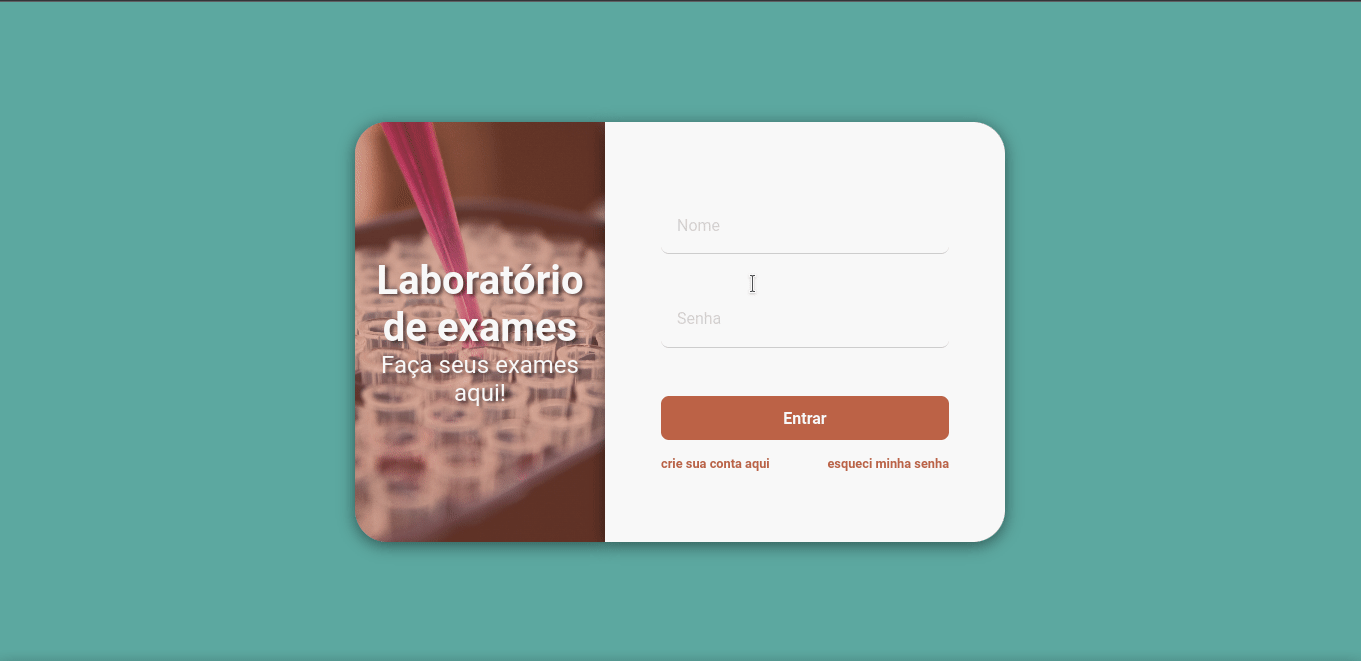 Laboratório
de exames
Faça seus exames
aqui!
Nome
Senha
Entrar
crie sua conta aqui
esqueci minha senha